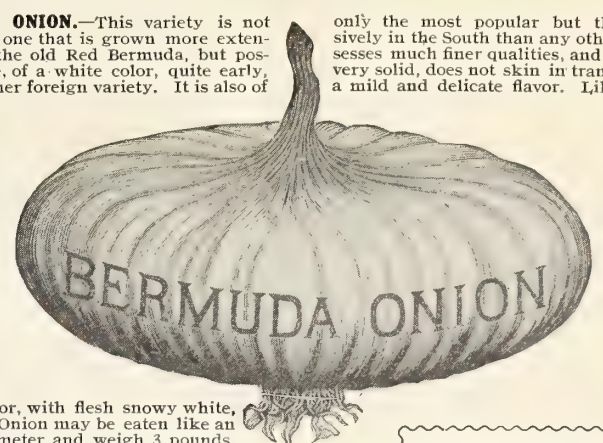 ONION.—This variety is not
one that is grown more exten-
the old Red Bermuda, but pos-
, of a white color, quite early,
ner foreign variety. It is also of
only the most popular but th
sively in the South than any oth
sesses much finer qualities, and
very solid, does not skin in tran
a mild and delicate flavor. Lik
BERMUDA ONION
or, with flesh snowy white,
Onion may be eaten like an
meter and weigh 3 pounds